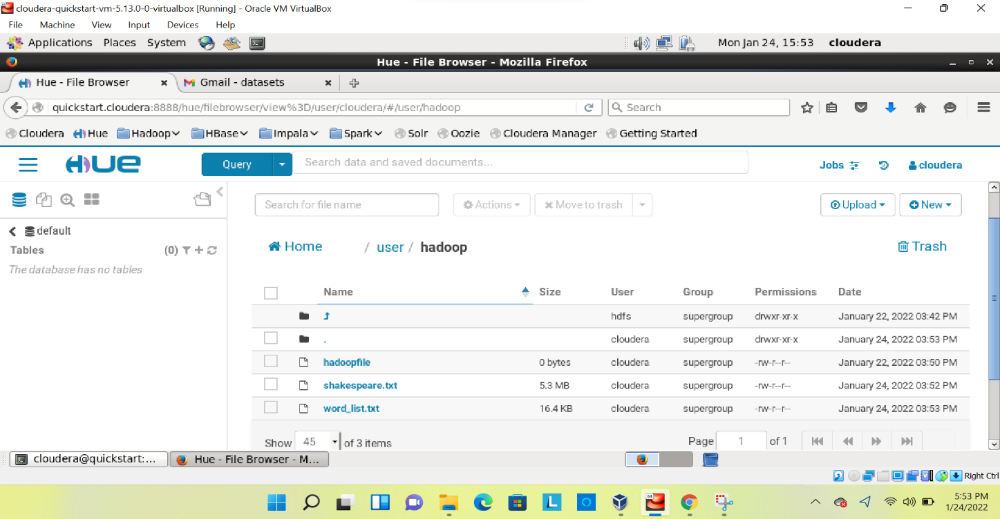 cloudera-quickstart-vm-5.13.0-0-virtualbox [Running] - Oracle VM VirtualBox
File Machine View Input Devices Help
Applications Places System Mon Jan 24, 15:53 cloudera
Hue - File Browser - Mozilla Firefox
Hue - File Browser Gmail - datasets
quickstart.cloudera:8888/hue/filebrowser/view%3D/user/cloudera/#/user/hadoop Search
Cloudera Hue Hadoop HBase Impala Spark Solr Oozie Cloudera Manager Getting Started
HUE Query Search data and saved documents... Jobs cloudera
Search for file name Actions Move to trash Upload New
default
Tables (0)
The database has no tables
Home / user / hadoop Trash
Name Size User Group Permissions Date
hdfs supergroup drwxr-xr-x January 22, 2022 03:42 PM
. cloudera supergroup drwxr-xr-x January 24, 2022 03:53 PM
hadoopfile 0 bytes cloudera supergroup -rw-r--r-- January 22, 2022 03:50 PM
shakespeare.txt 5.3 MB cloudera supergroup -rw-r--r-- January 24, 2022 03:52 PM
word_list.txt 16.4 KB cloudera supergroup -rw-r--r-- January 24, 2022 03:53 PM
Show 45 of 3 items Page 1 of 1
cloudera@quickstart:... Hue - File Browser - M...
Right Ctrl
5:53 PM
1/24/2022